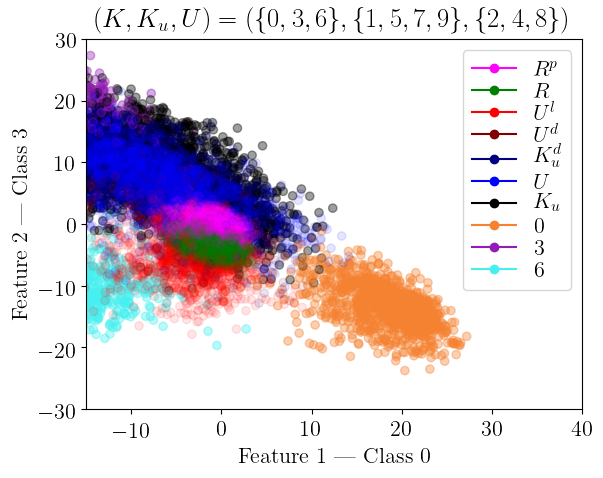 (K, K_u, U) = ({0, 3, 6}, {1, 5, 7, 9}, {2, 4, 8})
30
20
10
0
−10
−20
−30
Feature 2 — Class 3
R^p
R
U^l
U^d
K_u^d
U
K_u
0
3
6
−10 0 10 20 30 40
Feature 1 — Class 0